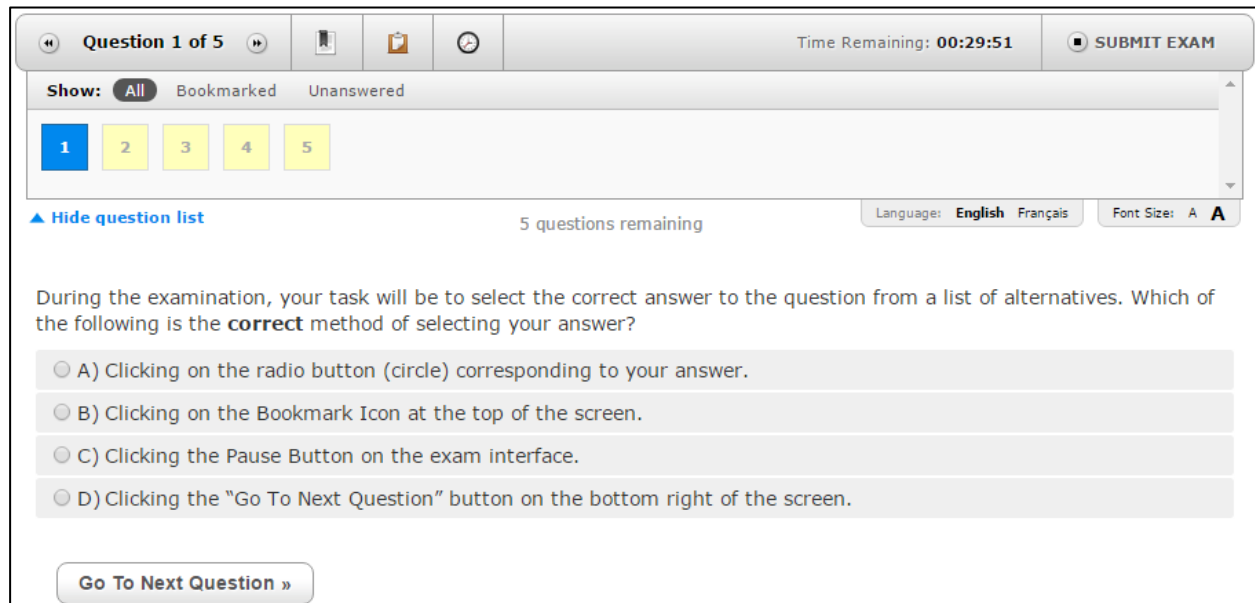 Question 1 of 5 Time Remaining: 00:29:51 SUBMIT EXAM
Show: All Bookmarked Unanswered
1 2 3 4 5
Hide question list 5 questions remaining Language: English Français Font Size: A A
During the examination, your task will be to select the correct answer to the question from a list of alternatives. Which of
the following is the correct method of selecting your answer?
A) Clicking on the radio button (circle) corresponding to your answer.
B) Clicking on the Bookmark Icon at the top of the screen.
C) Clicking the Pause Button on the exam interface.
D) Clicking the “Go To Next Question” button on the bottom right of the screen.
Go To Next Question »